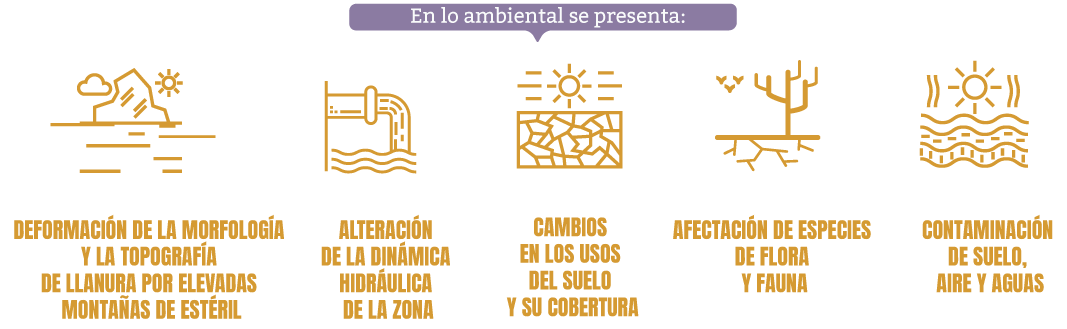 En lo ambiental se presenta:
DEFORMACIÓN DE LA MORFOLOGÍA
Y LA TOPOGRAFÍA
DE LLANURA POR ELEVADAS
MONTAÑAS DE ESTÉRIL
ALTERACIÓN
DE LA DINÁMICA
HIDRÁULICA
DE LA ZONA
CAMBIOS
EN LOS USOS
DEL SUELO
Y SU COBERTURA
AFECTACIÓN DE ESPECIES
DE FLORA
Y FAUNA
CONTAMINACIÓN
DE SUELO,
AIRE Y AGUAS